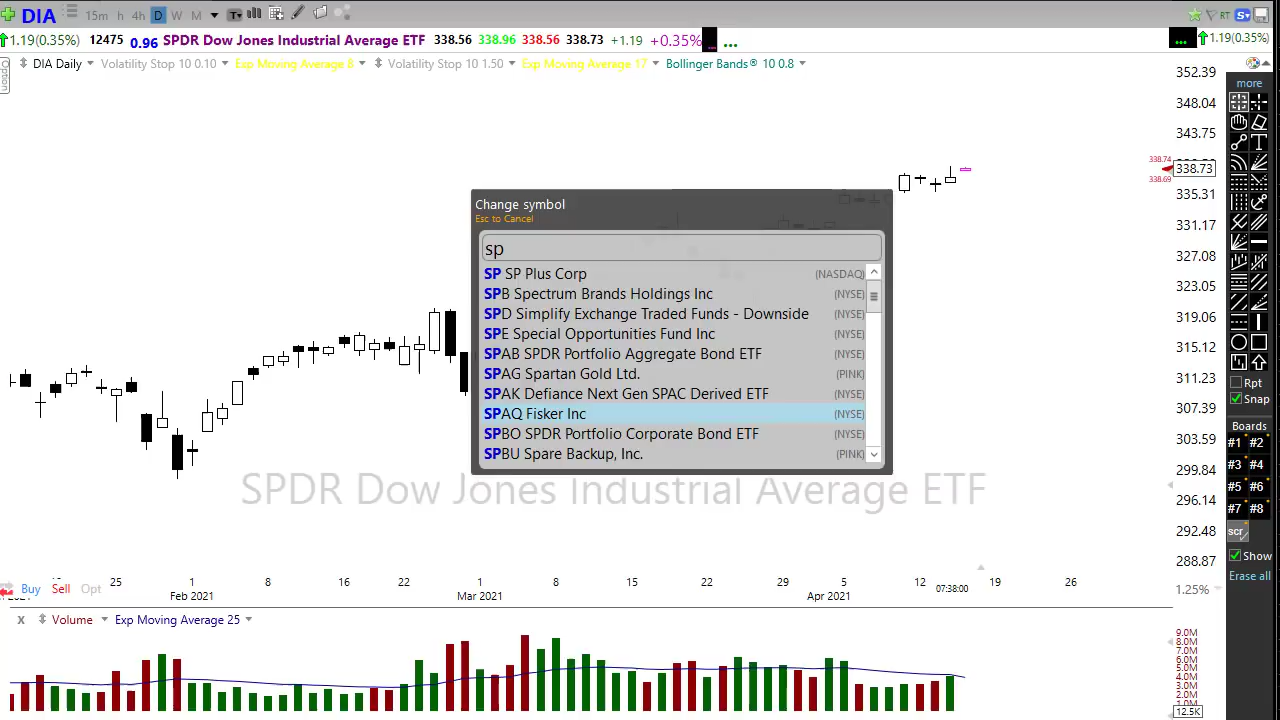 DIA 15m h 4h D W M T
RT S
1.19(0.35%) 12475 0.96 SPDR Dow Jones Industrial Average ETF 338.56 338.96 338.56 338.73 +1.19 +0.35% ... ... 1.19(0.35%)
DIA Daily Volatility Stop 10 0.10 Exp Moving Average 8 Volatility Stop 10 1.50 Exp Moving Average 17 Bollinger Bands® 10 0.8
Option
352.39
348.04
343.75
338.74
338.73
338.69
335.31
331.17
327.08
323.05
319.06
315.12
311.23
307.39
303.59
299.84
296.14
292.48
288.87
more
T
Rpt
Snap
Boards
#1 #2
#3 #4
#5 #6
#7 #8
scr
Show
Erase all
Change symbol
Esc to Cancel
sp
SP SP Plus Corp (NASDAQ)
SPB Spectrum Brands Holdings Inc (NYSE)
SPD Simplify Exchange Traded Funds - Downside (NYSE)
SPE Special Opportunities Fund Inc (NYSE)
SPAB SPDR Portfolio Aggregate Bond ETF (NYSE)
SPAG Spartan Gold Ltd. (PINK)
SPAK Defiance Next Gen SPAC Derived ETF (NYSE)
SPAQ Fisker Inc (NYSE)
SPBO SPDR Portfolio Corporate Bond ETF (NYSE)
SPBU Spare Backup, Inc. (PINK)
SPDR Dow Jones Industrial Average ETF
25 1 8 16 22 1 8 15 22 29 5 12 19 26
Buy Sell Opt Feb 2021 Mar 2021 Apr 2021 07:38:00 1.25%
X Volume Exp Moving Average 25
9.0M
8.0M
7.0M
6.0M
5.0M
4.0M
3.0M
2.0M
1.0M
12.5K